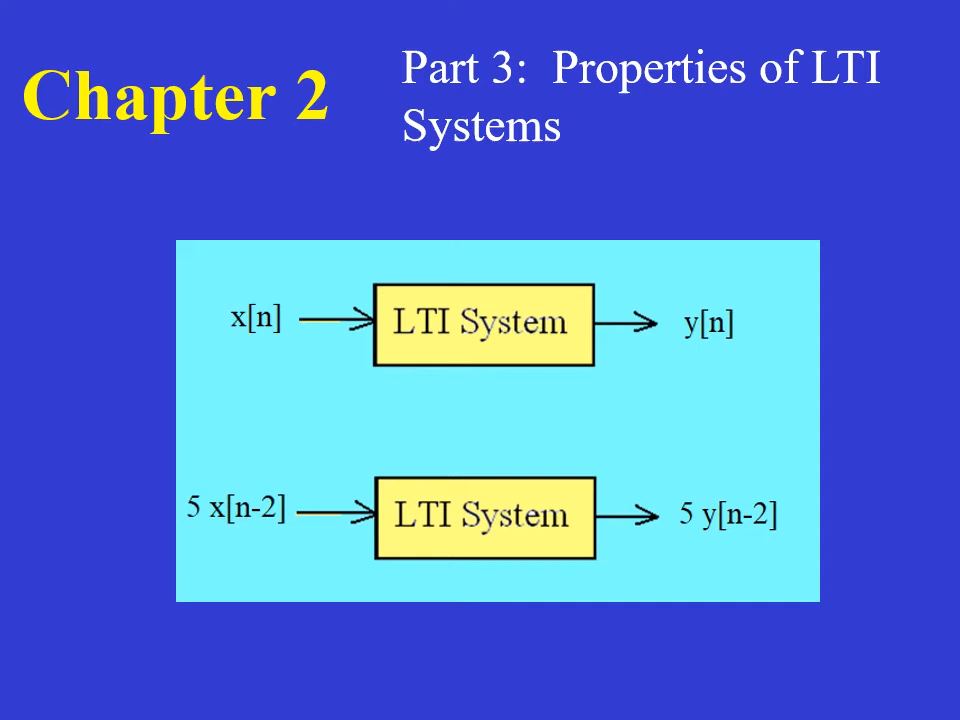 Chapter 2
Part 3: Properties of LTI
Systems
x[n]
LTI System
y[n]
5 x[n-2]
LTI System
5 y[n-2]